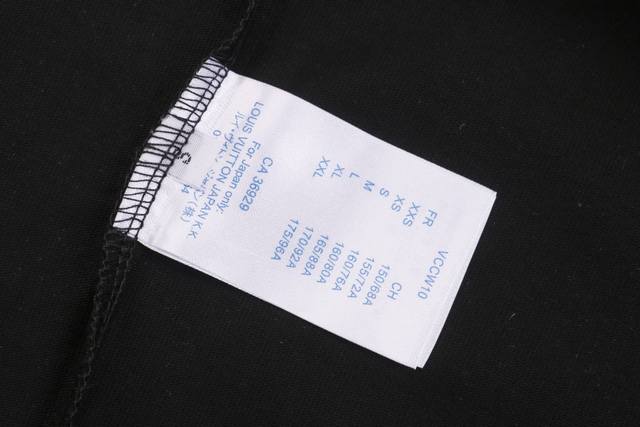 VCCW10
FR CH
XXS 150/68A
XS 155/72A
S 160/76A
M 160/80A
L 165/88A
XL 170/92A
XXL 175/96A
CA 36929
For Japan only:
LOUIS VUITTON JAPAN K.K